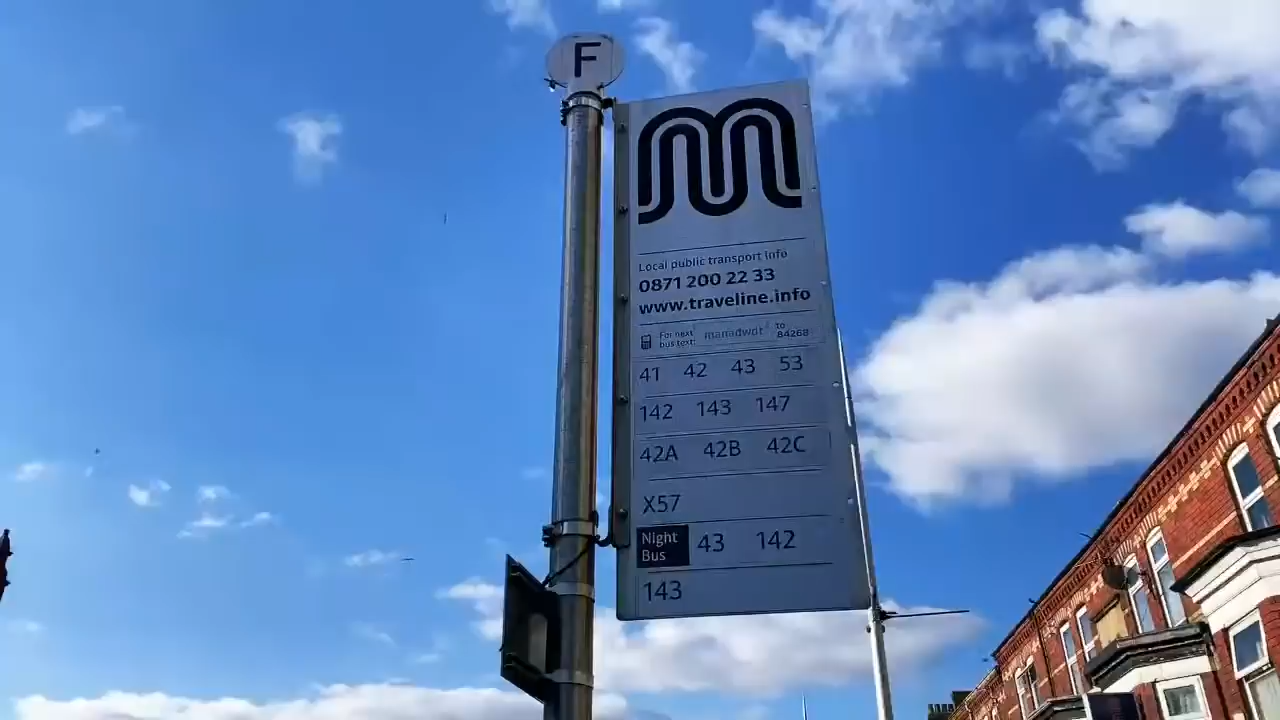 F
Local public transport info
0871 200 22 33
www.traveline.info
For next bus text: manadwdt to 84268
41 42 43 53
142 143 147
42A 42B 42C
X57
Night Bus 43 142
143